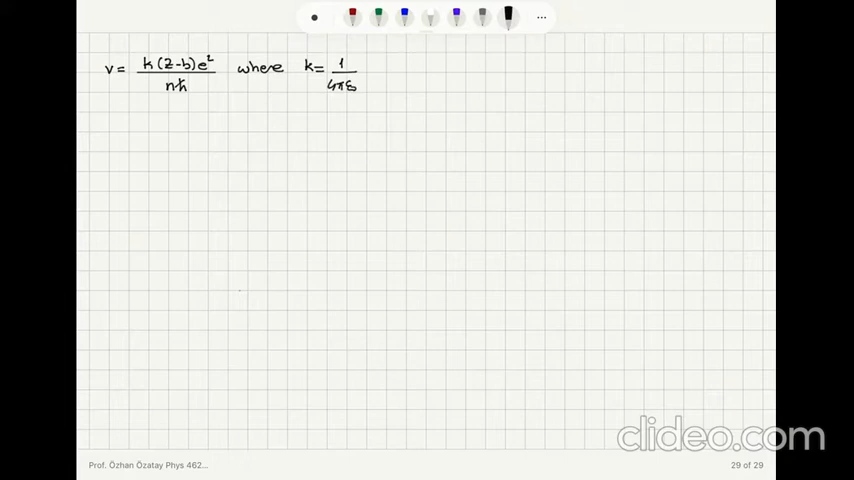 v = k(z-b)e² / nℏ where k = 1 / 4πε₀
Prof. Özhan Özatay Phys 462...
29 of 29
clideo.com